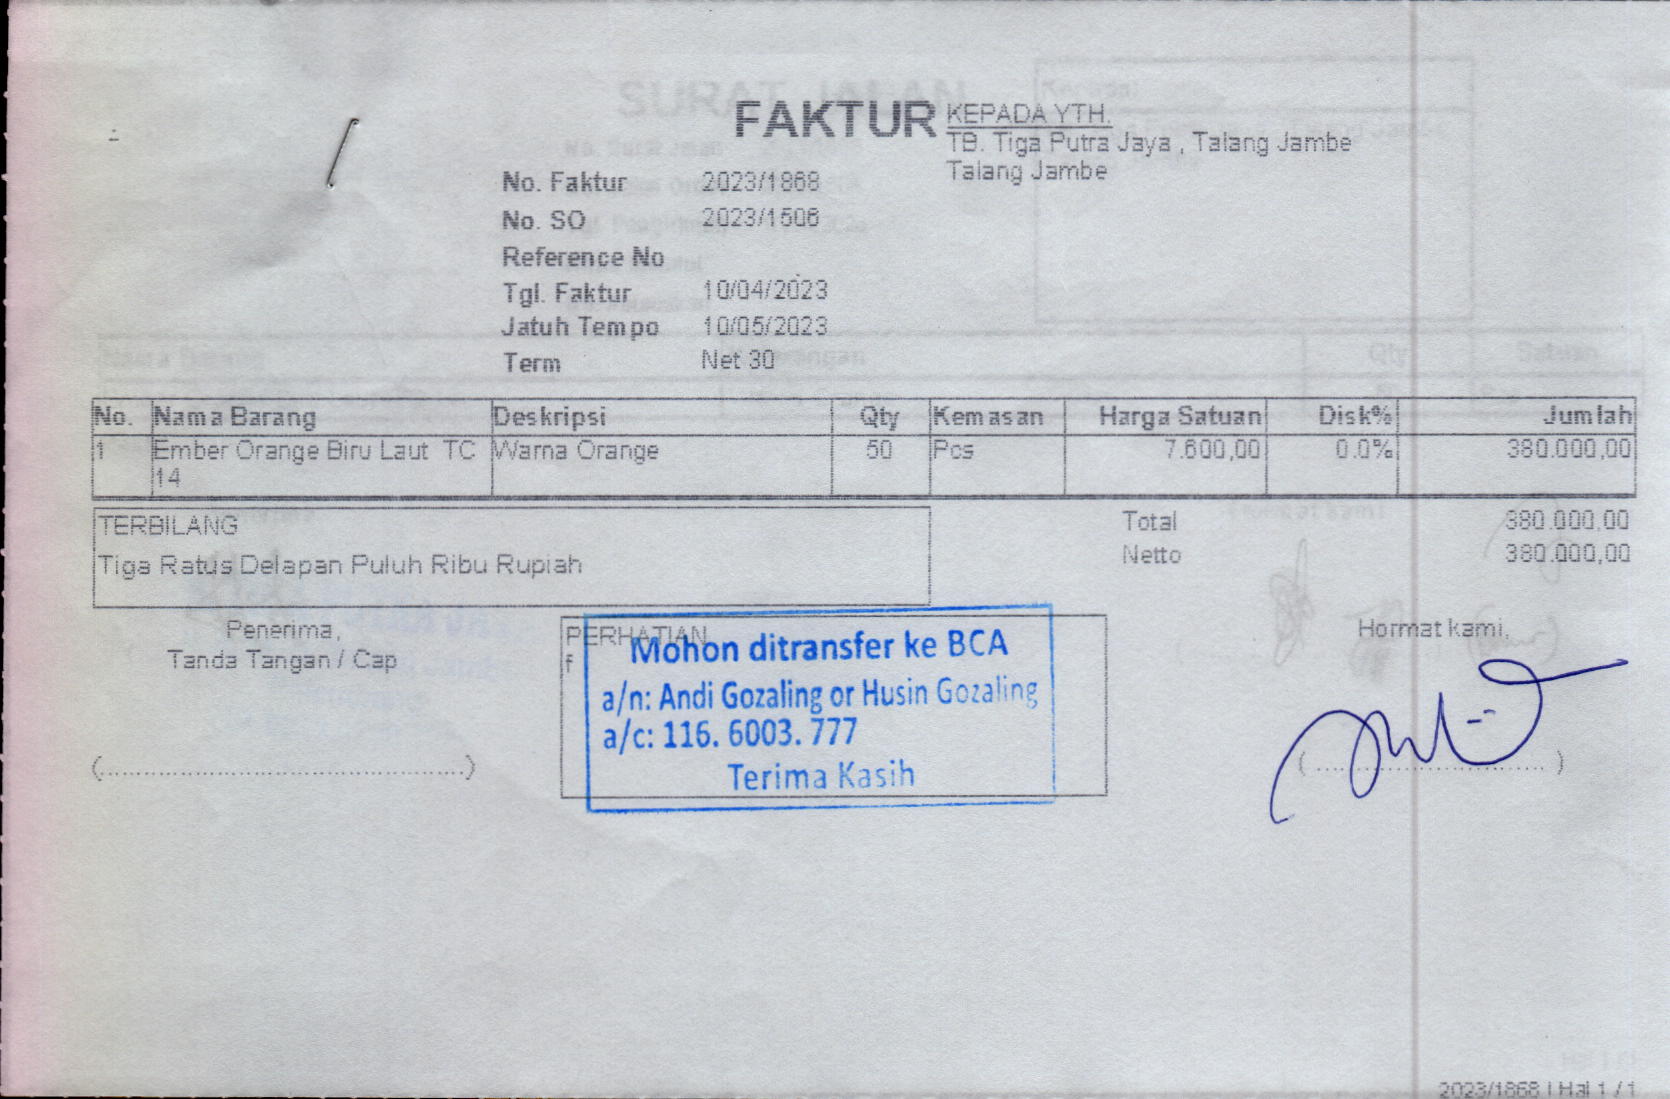 FAKTUR
KEPADA YTH.
TB. Tiga Putra Jaya , Talang Jambe
Talang Jambe
No. Faktur 2023/1868
No. SO 2023/1506
Reference No
Tgl. Faktur 10/04/2023
Jatuh Tempo 10/05/2023
Term Net 30
No. Nama Barang Deskripsi Qty Kemasan Harga Satuan Disk% Jumlah
1 Ember Orange Biru Laut TC Warna Orange 50 Pcs 7.600,00 0.0% 380.000,00
14
TERBILANG
Tiga Ratus Delapan Puluh Ribu Rupiah
Total 380.000,00
Netto 380.000,00
Penerima,
Tanda Tangan / Cap
(.................................................)
PERHATIAN
f
Mohon ditransfer ke BCA
a/n: Andi Gozaling or Husin Gozaling
a/c: 116. 6003. 777
Terima Kasih
Hormat kami,
(................................)
2023/1868 | Hal 1 / 1